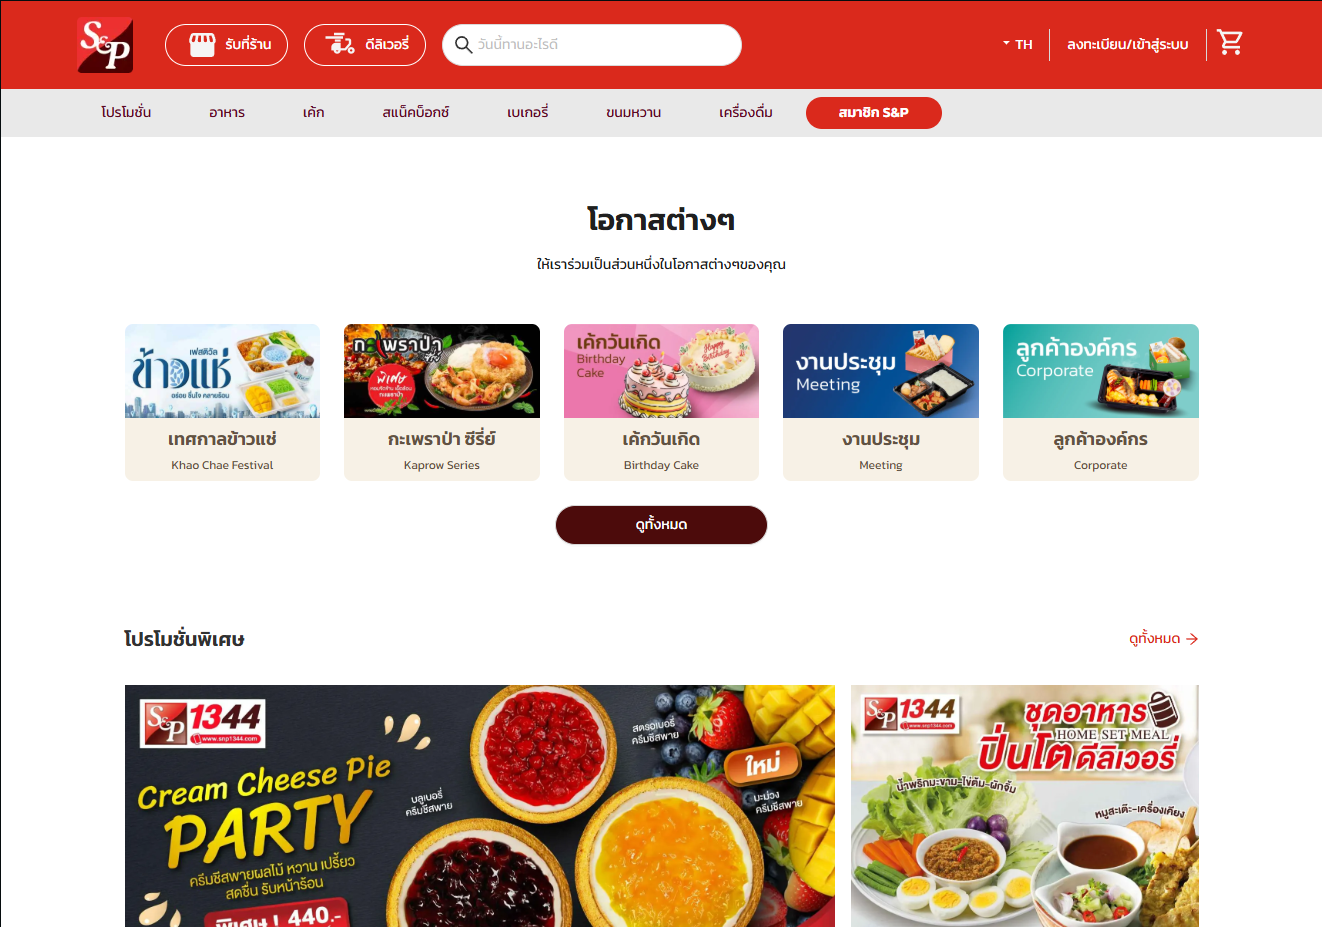 S&P
รับที่ร้าน
ดีลิเวอรี่
วันนี้ทานอะไรดี
TH
ลงทะเบียน/เข้าสู่ระบบ
โปรโมชั่น
อาหาร
เค้ก
สแน็คบ็อกซ์
เบเกอรี่
ขนมหวาน
เครื่องดื่ม
สมาชิก S&P
โอกาสต่างๆ
ให้เราร่วมเป็นส่วนหนึ่งในโอกาสต่างๆของคุณ
เฟสติวัล
ข้าวแช่
อร่อย ชื่นใจ คลายร้อน
เทศกาลข้าวแช่
Khao Chae Festival
กะเพราป่า
ซีรีย์
พิเศษ
กะเพราป่า ซีรี่ย์
Kaprow Series
เค้กวันเกิด
Birthday
Cake
Happy
Birthday
เค้กวันเกิด
Birthday Cake
งานประชุม
Meeting
งานประชุม
Meeting
ลูกค้าองค์กร
Corporate
ลูกค้าองค์กร
Corporate
ดูทั้งหมด
โปรโมชั่นพิเศษ
ดูทั้งหมด
S&P 1344
www.snp1344.com
Cream Cheese Pie
PARTY
ครีมชีสพายผลไม้ หวาน เปรี้ยว
สดชื่น รับหน้าร้อน
พิเศษ ! 440.-
บลูเบอรี่
ครีมชีสพาย
สตรอเบอรี่
ครีมชีสพาย
ใหม่
มะม่วง
ครีมชีสพาย
S&P 1344
www.snp1344.com
ชุดอาหาร
HOME SET MEAL
ปิ่นโตดีลิเวอรี่
น้ำพริกมะขาม-ไข่ต้ม-ผักจิ้ม
หมูสะเต๊ะ-เครื่องเคียง